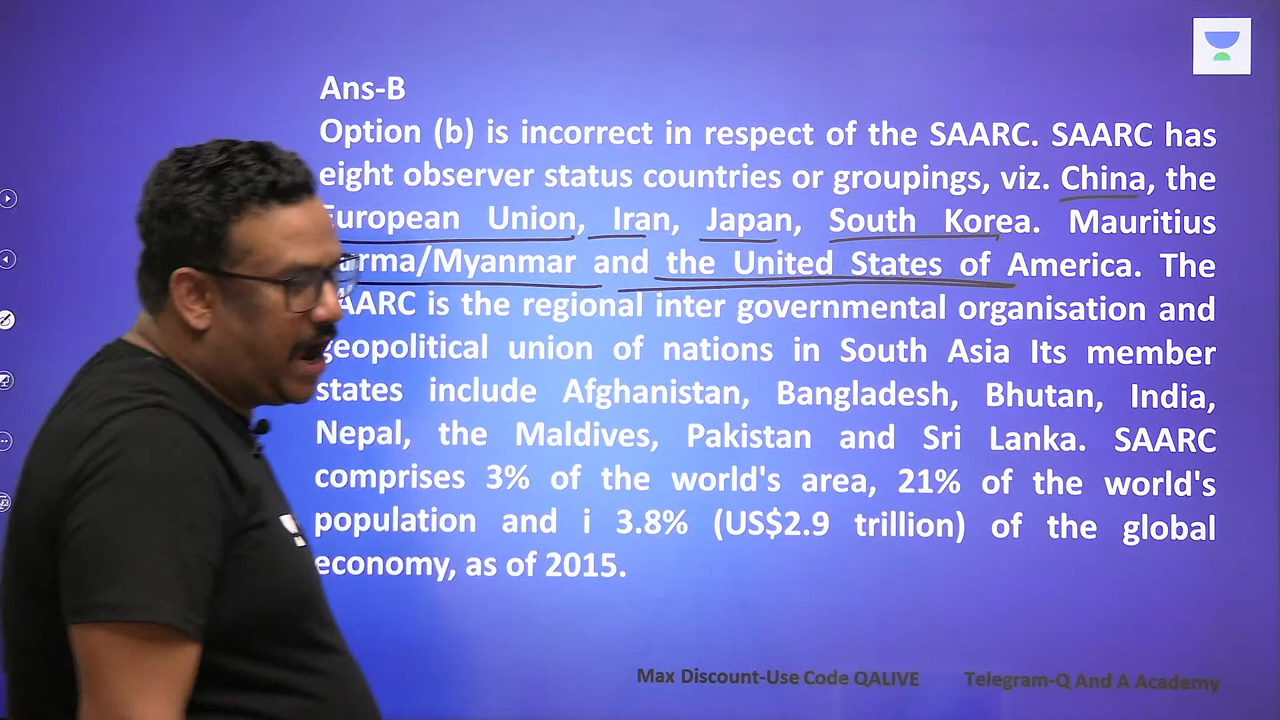 Ans-B
Option (b) is incorrect in respect of the SAARC. SAARC has
eight observer status countries or groupings, viz. China, the
European Union, Iran, Japan, South Korea. Mauritius
urma/Myanmar and the United States of America. The
AARC is the regional inter governmental organisation and
geopolitical union of nations in South Asia Its member
states include Afghanistan, Bangladesh, Bhutan, India,
Nepal, the Maldives, Pakistan and Sri Lanka. SAARC
comprises 3% of the world's area, 21% of the world's
population and i 3.8% (US$2.9 trillion) of the global
economy, as of 2015.
Max Discount-Use Code QALIVE
Telegram-Q And A Academy